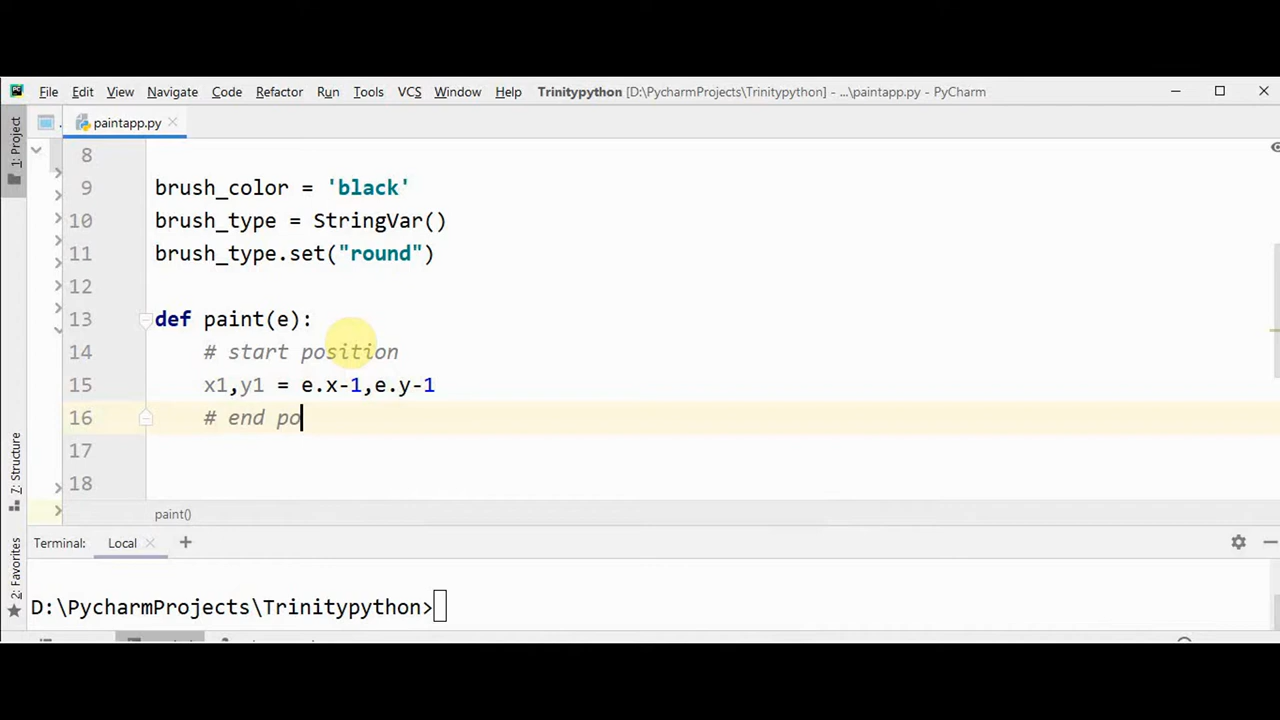 File Edit View Navigate Code Refactor Run Tools VCS Window Help Trinitypython [D:\PycharmProjects\Trinitypython] - ...\paintapp.py - PyCharm
1: Project
paintapp.py
8
9 brush_color = 'black'
10 brush_type = StringVar()
11 brush_type.set("round")
12
13 def paint(e):
14 # start position
15 x1,y1 = e.x-1,e.y-1
16 # end po
17
18
7: Structure
paint()
2: Favorites
Terminal: Local
D:\PycharmProjects\Trinitypython>